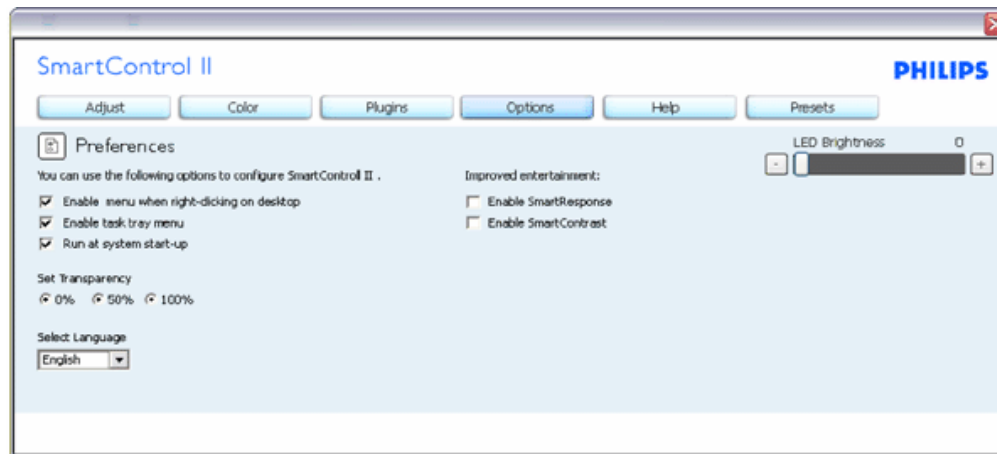 SmartControl II
PHILIPS
Adjust
Color
Plugins
Options
Help
Presets
Preferences
LED Brightness 0
- +
You can use the following options to configure SmartControl II .
Improved entertainment:
Enable menu when right-clicking on desktop
Enable SmartResponse
Enable task tray menu
Enable SmartContrast
Run at system start-up
Set Transparency
0% 50% 100%
Select Language
English